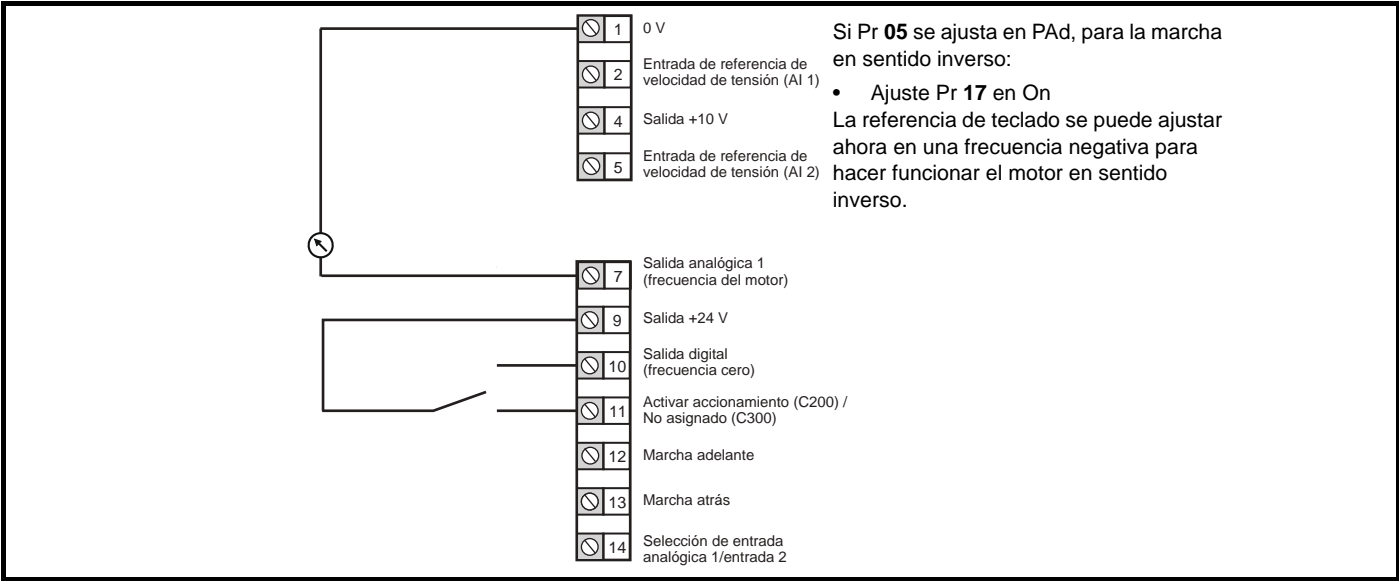 1 0 V
2 Entrada de referencia de
velocidad de tensión (AI 1)
4 Salida +10 V
5 Entrada de referencia de
velocidad de tensión (AI 2)
7 Salida analógica 1
(frecuencia del motor)
9 Salida +24 V
10 Salida digital
(frecuencia cero)
11 Activar accionamiento (C200) /
No asignado (C300)
12 Marcha adelante
13 Marcha atrás
14 Selección de entrada
analógica 1/entrada 2
Si Pr 05 se ajusta en PAd, para la marcha
en sentido inverso:
• Ajuste Pr 17 en On
La referencia de teclado se puede ajustar
ahora en una frecuencia negativa para
hacer funcionar el motor en sentido
inverso.